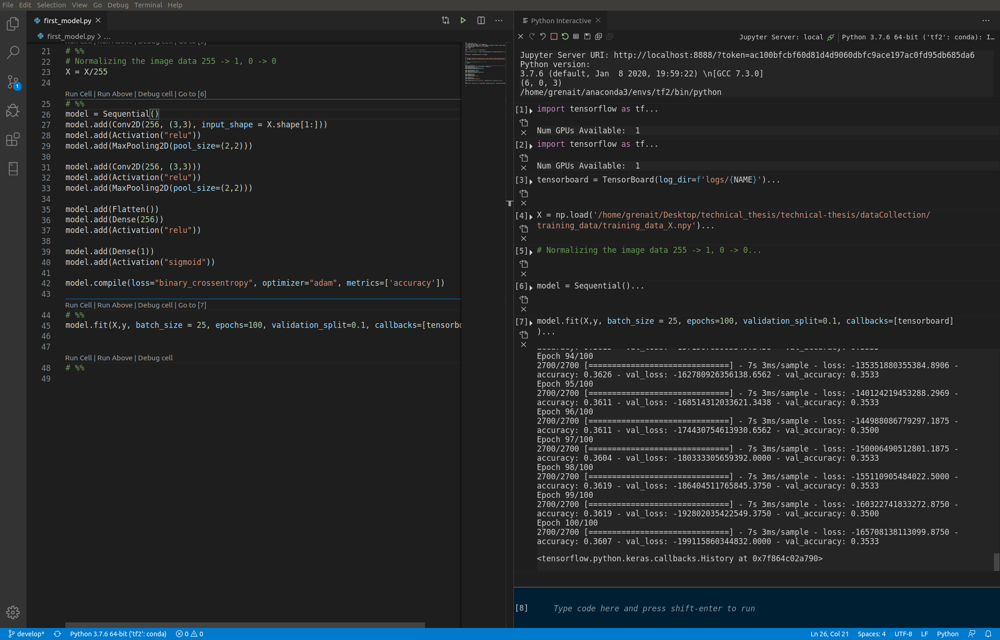 File Edit Selection View Go Debug Terminal Help
first_model.py
first_model.py > ...
21 # %%
22 # Normalizing the image data 255 -> 1, 0 -> 0
23 X = X/255
24
Run Cell | Run Above | Debug cell | Go to [6]
25 # %%
26 model = Sequential()
27 model.add(Conv2D(256, (3,3), input_shape = X.shape[1:]))
28 model.add(Activation("relu"))
29 model.add(MaxPooling2D(pool_size=(2,2)))
30
31 model.add(Conv2D(256, (3,3)))
32 model.add(Activation("relu"))
33 model.add(MaxPooling2D(pool_size=(2,2)))
34
35 model.add(Flatten())
36 model.add(Dense(256))
37 model.add(Activation("relu"))
38
39 model.add(Dense(1))
40 model.add(Activation("sigmoid"))
41
42 model.compile(loss="binary_crossentropy", optimizer="adam", metrics=['accuracy'])
43
Run Cell | Run Above | Debug cell | Go to [7]
44 # %%
45 model.fit(X,y, batch_size = 25, epochs=100, validation_split=0.1, callbacks=[tensorbo
46
47
Run Cell | Run Above | Debug cell
48 # %%
49
Python Interactive
Jupyter Server: local
Python 3.7.6 64-bit ('tf2': conda): I…
Jupyter Server URI: http://localhost:8888/?token=ac100bfcbf60d81d4d9060dbfc9ace197ac0fd95db685da6
Python version:
3.7.6 (default, Jan  8 2020, 19:59:22) \n[GCC 7.3.0]
(6, 0, 3)
/home/grenait/anaconda3/envs/tf2/bin/python
[1] import tensorflow as tf...
Num GPUs Available:  1
[2] import tensorflow as tf...
Num GPUs Available:  1
[3] tensorboard = TensorBoard(log_dir=f'logs/{NAME}')...
[4] X = np.load('/home/grenait/Desktop/technical_thesis/technical-thesis/dataCollection/
training_data/training_data_X.npy')...
[5] # Normalizing the image data 255 -> 1, 0 -> 0...
[6] model = Sequential()...
[7] model.fit(X,y, batch_size = 25, epochs=100, validation_split=0.1, callbacks=[tensorboard]
)...
Epoch 94/100
2700/2700 [==============================] - 7s 3ms/sample - loss: -135351880355384.8906 -
accuracy: 0.3626 - val_loss: -162780926356138.6562 - val_accuracy: 0.3533
Epoch 95/100
2700/2700 [==============================] - 7s 3ms/sample - loss: -140124219453288.2969 -
accuracy: 0.3611 - val_loss: -168514312033621.3438 - val_accuracy: 0.3533
Epoch 96/100
2700/2700 [==============================] - 7s 3ms/sample - loss: -144988086779297.1875 -
accuracy: 0.3611 - val_loss: -174430754613930.6562 - val_accuracy: 0.3500
Epoch 97/100
2700/2700 [==============================] - 7s 3ms/sample - loss: -150006490512801.1875 -
accuracy: 0.3604 - val_loss: -180333305659392.0000 - val_accuracy: 0.3533
Epoch 98/100
2700/2700 [==============================] - 7s 3ms/sample - loss: -155110905484022.5000 -
accuracy: 0.3619 - val_loss: -186404511765845.3750 - val_accuracy: 0.3533
Epoch 99/100
2700/2700 [==============================] - 7s 3ms/sample - loss: -160322741833272.8750 -
accuracy: 0.3619 - val_loss: -192802035422549.3750 - val_accuracy: 0.3500
Epoch 100/100
2700/2700 [==============================] - 7s 3ms/sample - loss: -165708138113099.8750 -
accuracy: 0.3607 - val_loss: -199115860344832.0000 - val_accuracy: 0.3533
<tensorflow.python.keras.callbacks.History at 0x7f864c02a790>
[8] Type code here and press shift-enter to run
1
develop* Python 3.7.6 64-bit ('tf2': conda) 0 0 Ln 26, Col 21 Spaces: 4 UTF-8 LF Python